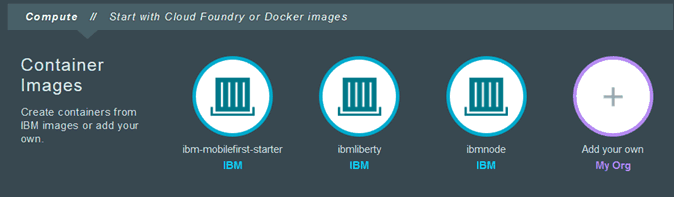 Compute // Start with Cloud Foundry or Docker images
Container
Images
Create containers from
IBM images or add your
own.
ibm-mobilefirst-starter
IBM
ibmliberty
IBM
ibmnode
IBM
Add your own
My Org